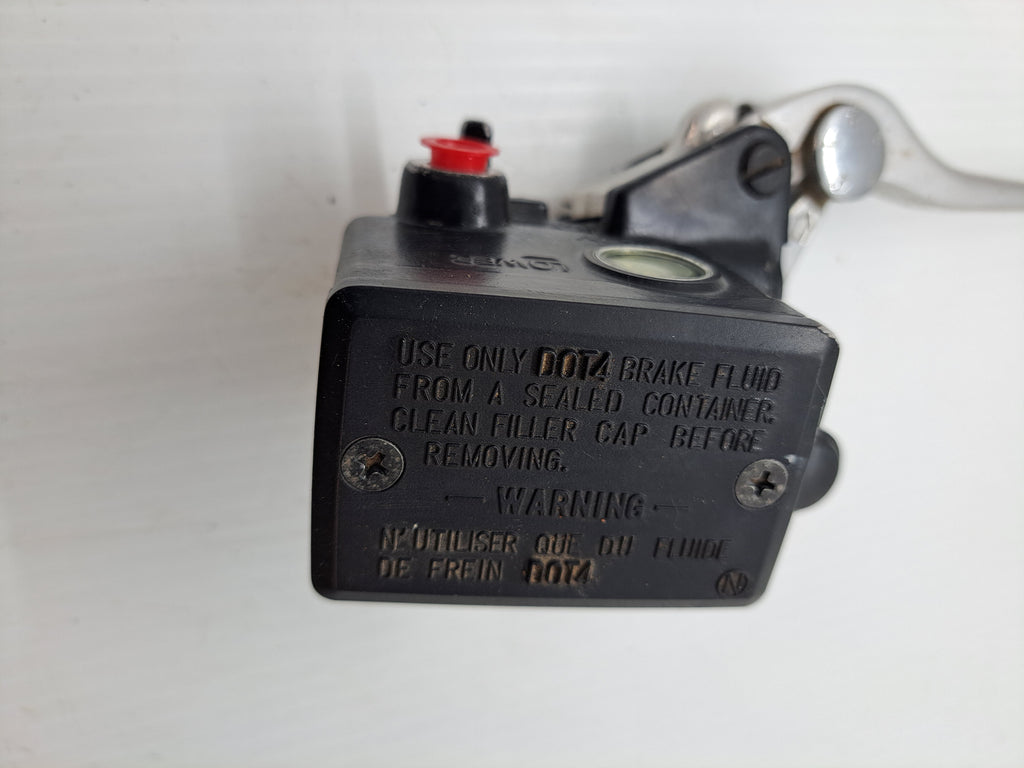 LOWER
USE ONLY DOT4 BRAKE FLUID
FROM A SEALED CONTAINER.
CLEAN FILLER CAP BEFORE
REMOVING.
— WARNING —
N'UTILISER QUE DU FLUIDE
DE FREIN DOT4
N